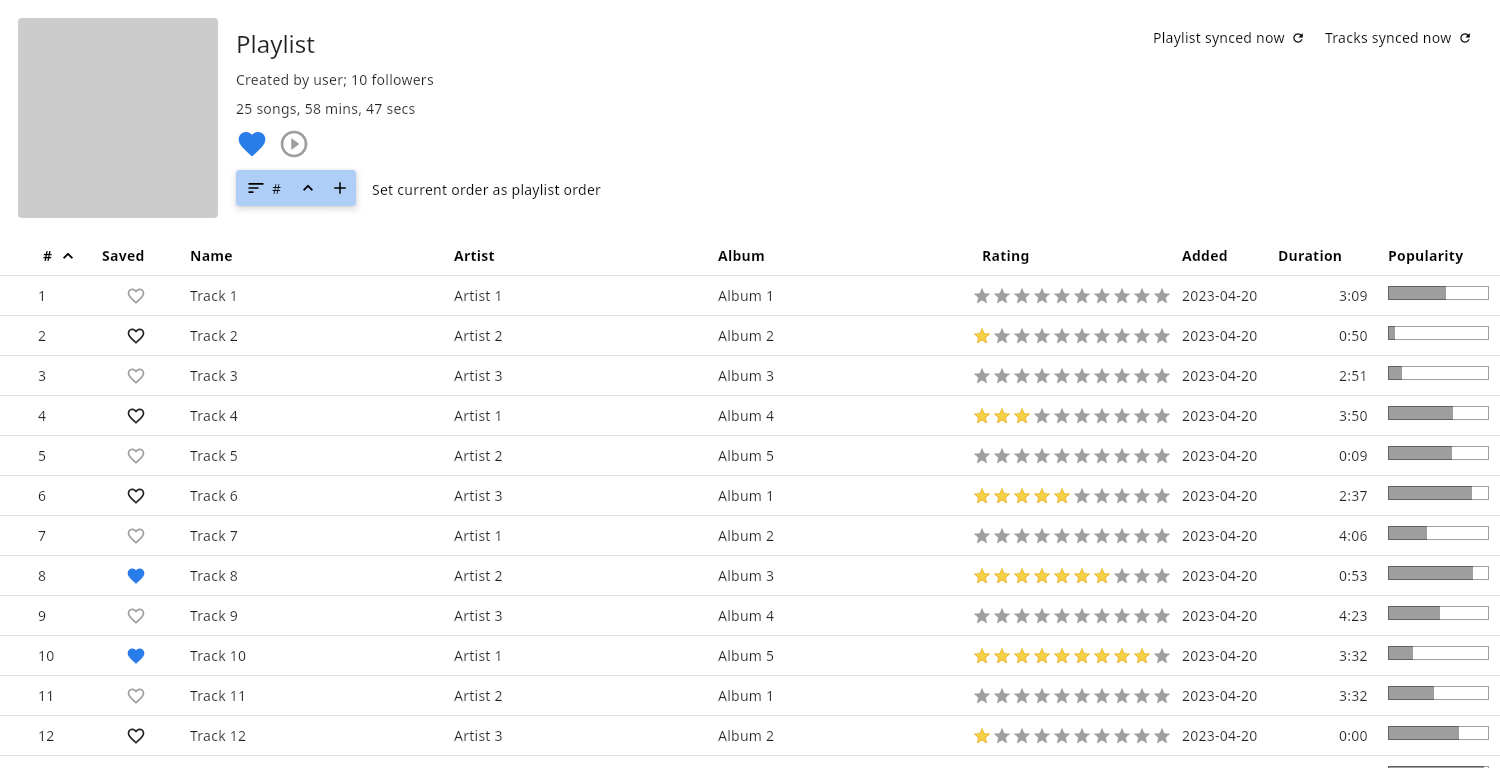 Playlist
Playlist synced now
Tracks synced now
Created by user; 10 followers
25 songs, 58 mins, 47 secs
#
Set current order as playlist order
# Saved Name Artist Album Rating Added Duration Popularity
1 Track 1 Artist 1 Album 1 2023-04-20 3:09
2 Track 2 Artist 2 Album 2 2023-04-20 0:50
3 Track 3 Artist 3 Album 3 2023-04-20 2:51
4 Track 4 Artist 1 Album 4 2023-04-20 3:50
5 Track 5 Artist 2 Album 5 2023-04-20 0:09
6 Track 6 Artist 3 Album 1 2023-04-20 2:37
7 Track 7 Artist 1 Album 2 2023-04-20 4:06
8 Track 8 Artist 2 Album 3 2023-04-20 0:53
9 Track 9 Artist 3 Album 4 2023-04-20 4:23
10 Track 10 Artist 1 Album 5 2023-04-20 3:32
11 Track 11 Artist 2 Album 1 2023-04-20 3:32
12 Track 12 Artist 3 Album 2 2023-04-20 0:00